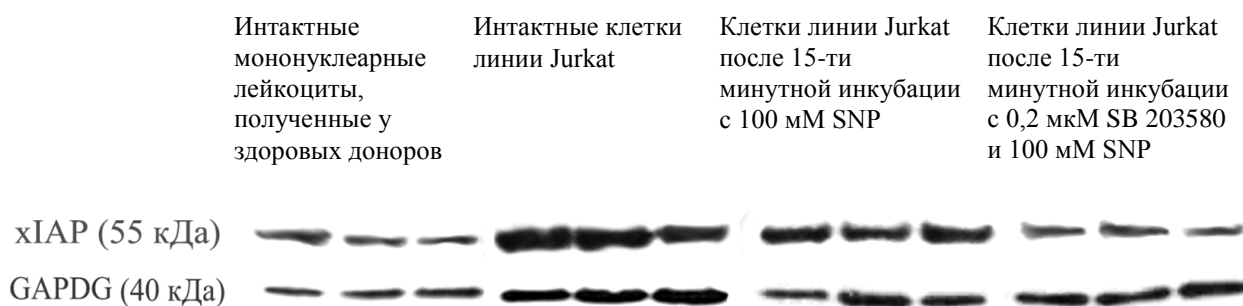 Интактные
мононуклеарные
лейкоциты,
полученные у
здоровых доноров
Интактные клетки
линии Jurkat
Клетки линии Jurkat
после 15-ти
минутной инкубации
с 100 мМ SNP
Клетки линии Jurkat
после 15-ти
минутной инкубации
с 0,2 мкМ SB 203580
и 100 мМ SNP
xIAP (55 кДа)
GAPDG (40 кДа)